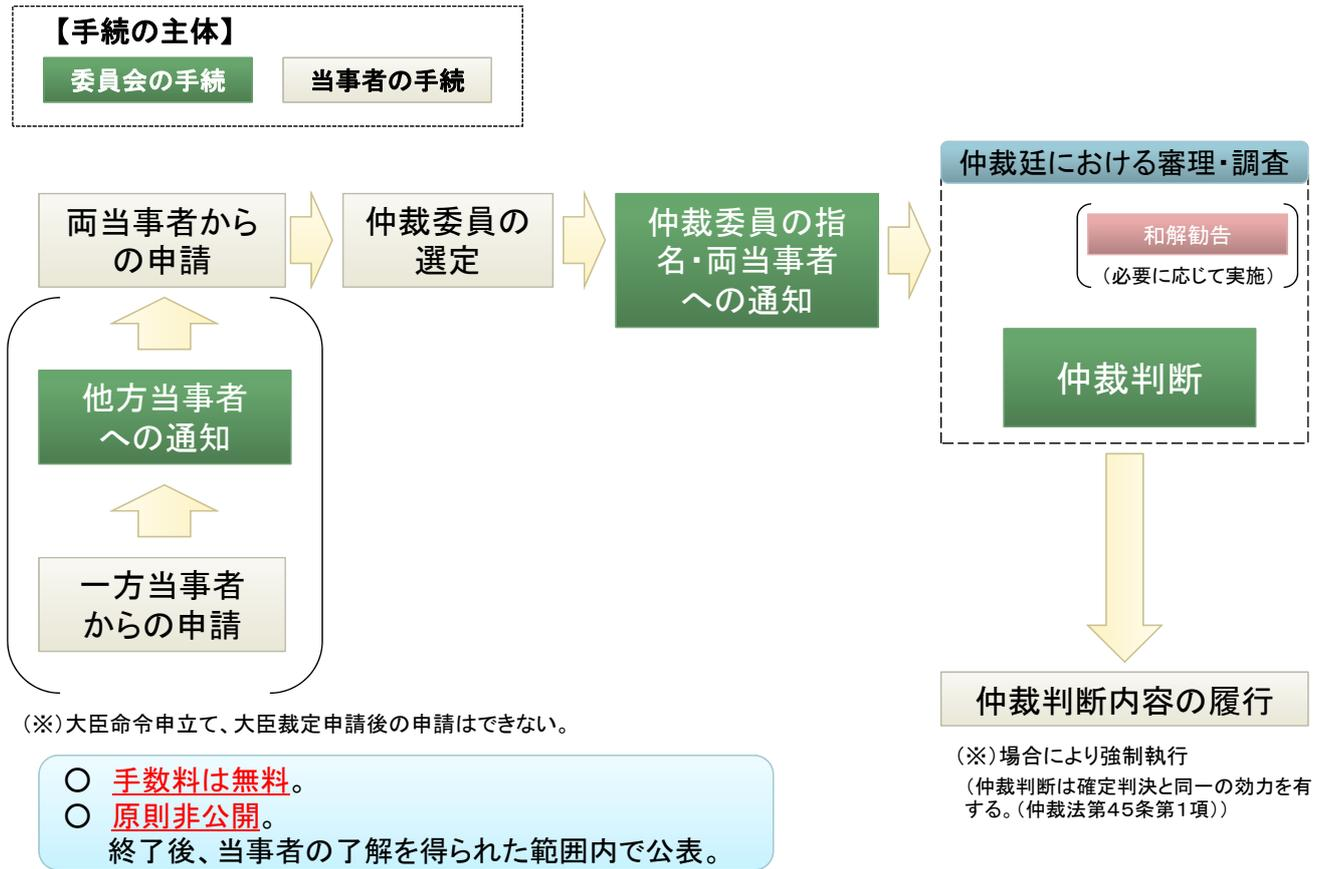 【手続の主体】
委員会の手続
当事者の手続
両当事者から
の申請
仲裁委員の
選定
仲裁委員の指
名・両当事者
への通知
仲裁廷における審理・調査
和解勧告
（必要に応じて実施）
仲裁判断
他方当事者
への通知
一方当事者
からの申請
（※）大臣命令申立て、大臣裁定申請後の申請はできない。
仲裁判断内容の履行
（※）場合により強制執行
（仲裁判断は確定判決と同一の効力を有
する。（仲裁法第４５条第１項））
○ 手数料は無料。
○ 原則非公開。
終了後、当事者の了解を得られた範囲内で公表。